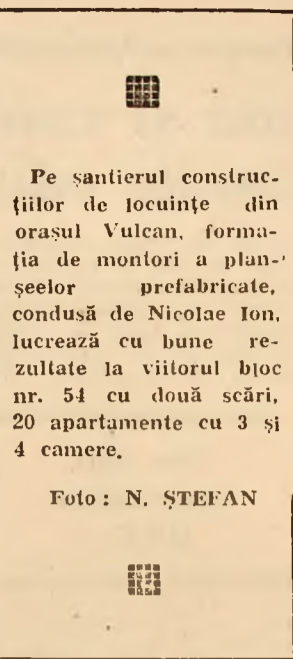 Pe șantierul construc-
țiilor de locuințe din
orașul Vulcan, forma-
ția de montori a plan-
șeelor prefabricate,
condusă de Nicolae Ion,
lucrează cu bune re-
zultate la viitorul bloc
nr. 54 cu două scări,
20 apartamente cu 3 și
4 camere.
Foto : N. ȘTEFAN